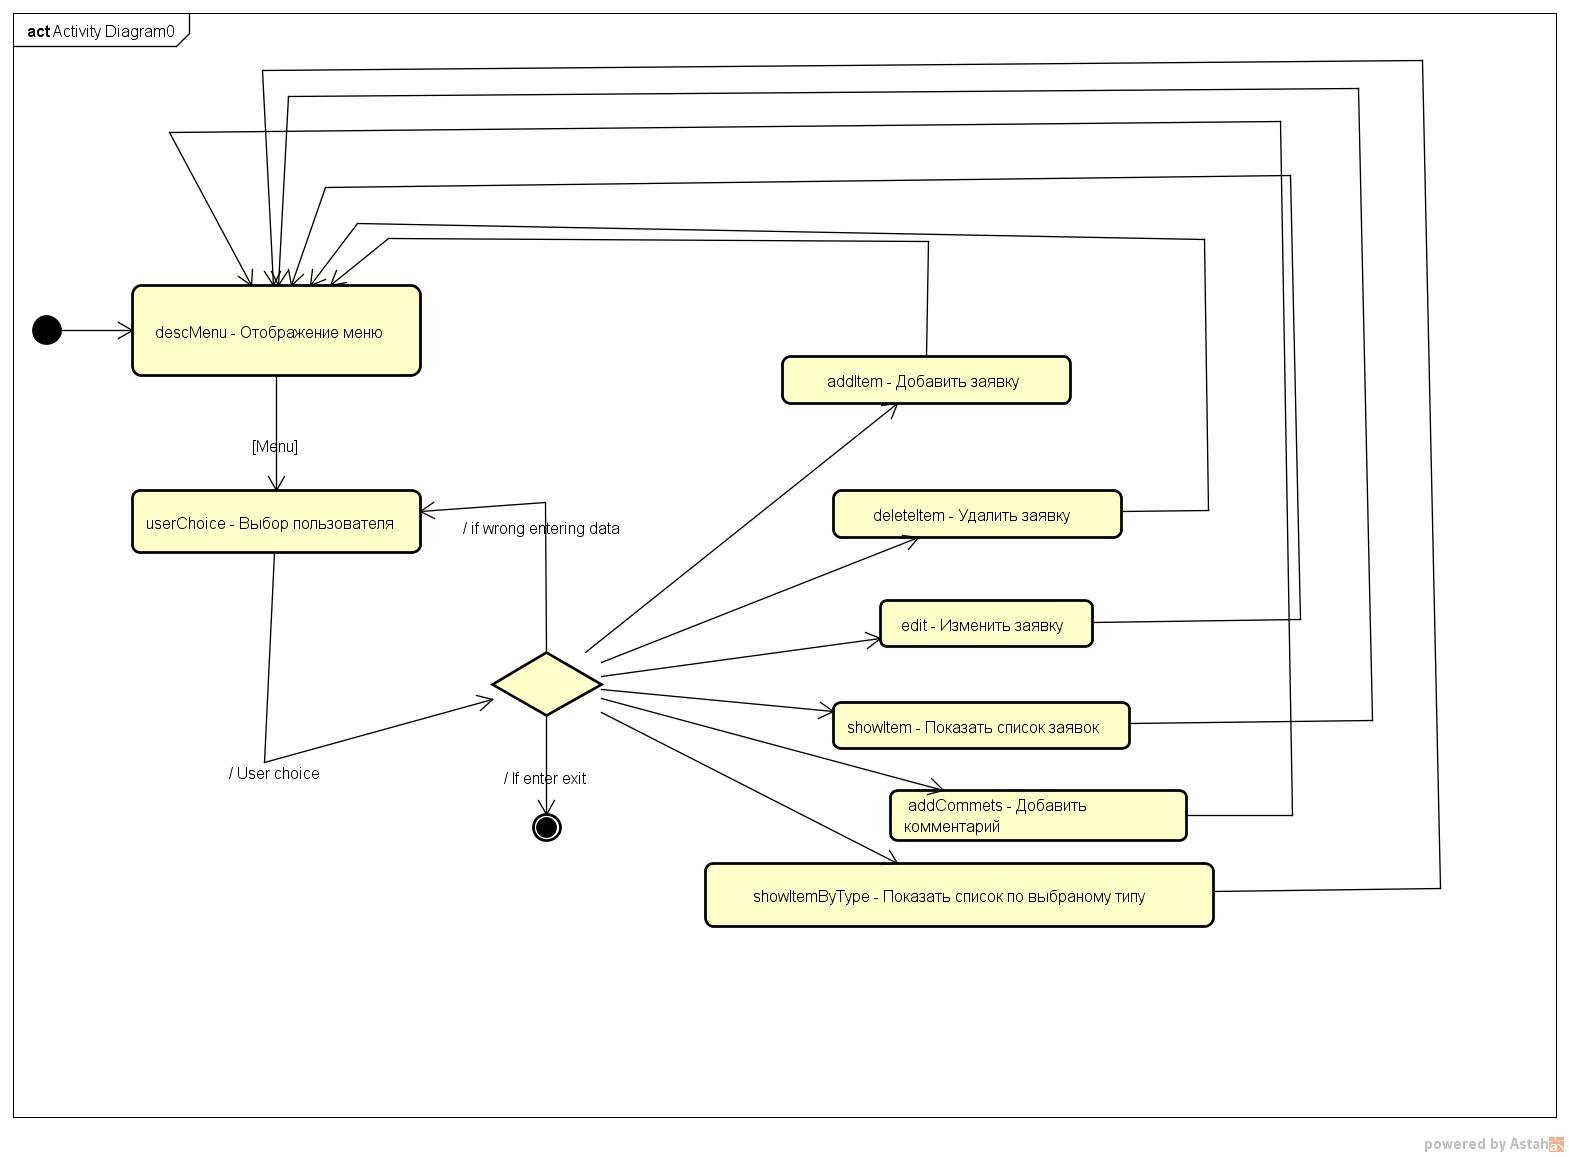 act Activity Diagram0
descMenu - Отображение меню
[Menu]
userChoice - Выбор пользователя
/ if wrong entering data
/ User choice
/ If enter exit
addItem - Добавить заявку
deleteItem - Удалить заявку
edit - Изменить заявку
showItem - Показать список заявок
addCommets - Добавить
комментарий
showItemByType - Показать список по выбраному типу
powered by Astah